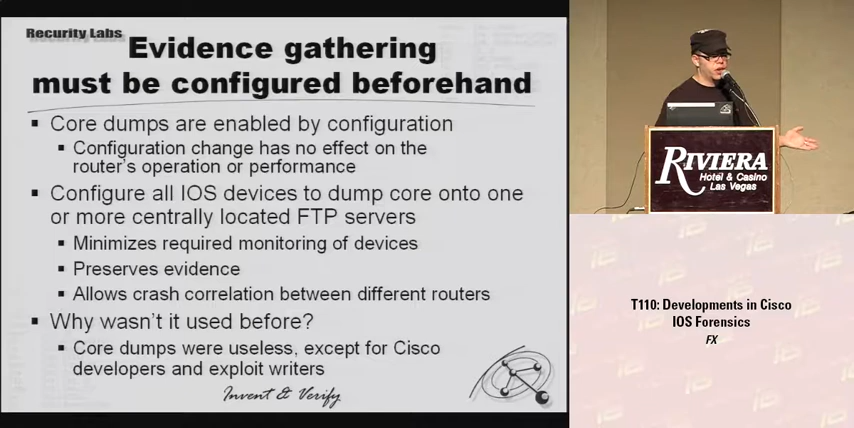 Recurity Labs
Evidence gathering
must be configured beforehand
▪ Core dumps are enabled by configuration
▪ Configuration change has no effect on the
router's operation or performance
▪ Configure all IOS devices to dump core onto one
or more centrally located FTP servers
▪ Minimizes required monitoring of devices
▪ Preserves evidence
▪ Allows crash correlation between different routers
▪ Why wasn't it used before?
▪ Core dumps were useless, except for Cisco
developers and exploit writers
Invent & Verify
RIVIERA
Hotel & Casino
Las Vegas
T110: Developments in Cisco
IOS Forensics
FX